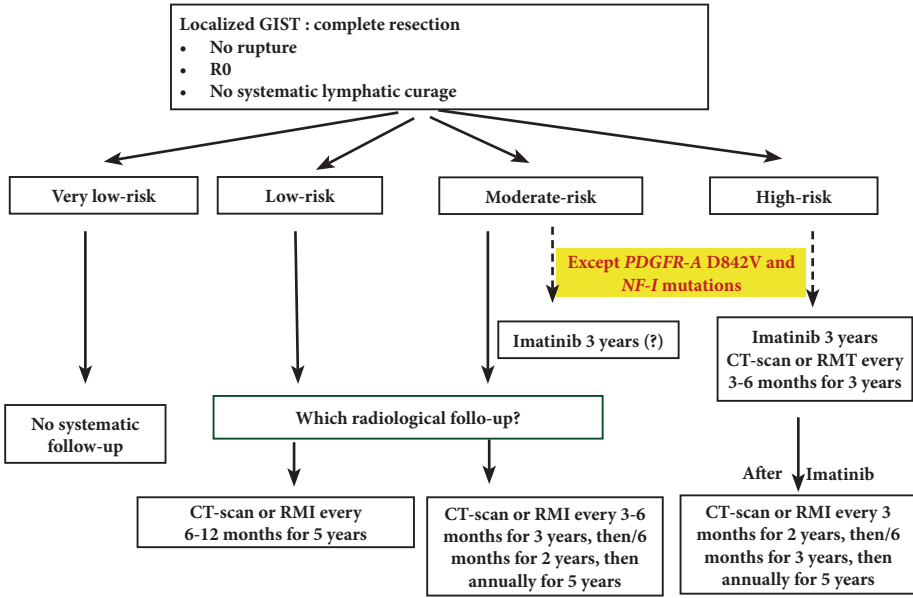 Localized GIST : complete resection
• No rupture
• R0
• No systematic lymphatic curage
Very low-risk
Low-risk
Moderate-risk
High-risk
Except PDGFR-A D842V and
NF-I mutations
Imatinib 3 years (?)
Imatinib 3 years
CT-scan or RMT every
3-6 months for 3 years
No systematic
follow-up
Which radiological follo-up?
After Imatinib
CT-scan or RMI every
6-12 months for 5 years
CT-scan or RMI every 3-6
months for 3 years, then/6
months for 2 years, then
annually for 5 years
CT-scan or RMI every 3
months for 2 years, then/6
months for 3 years, then
annually for 5 years